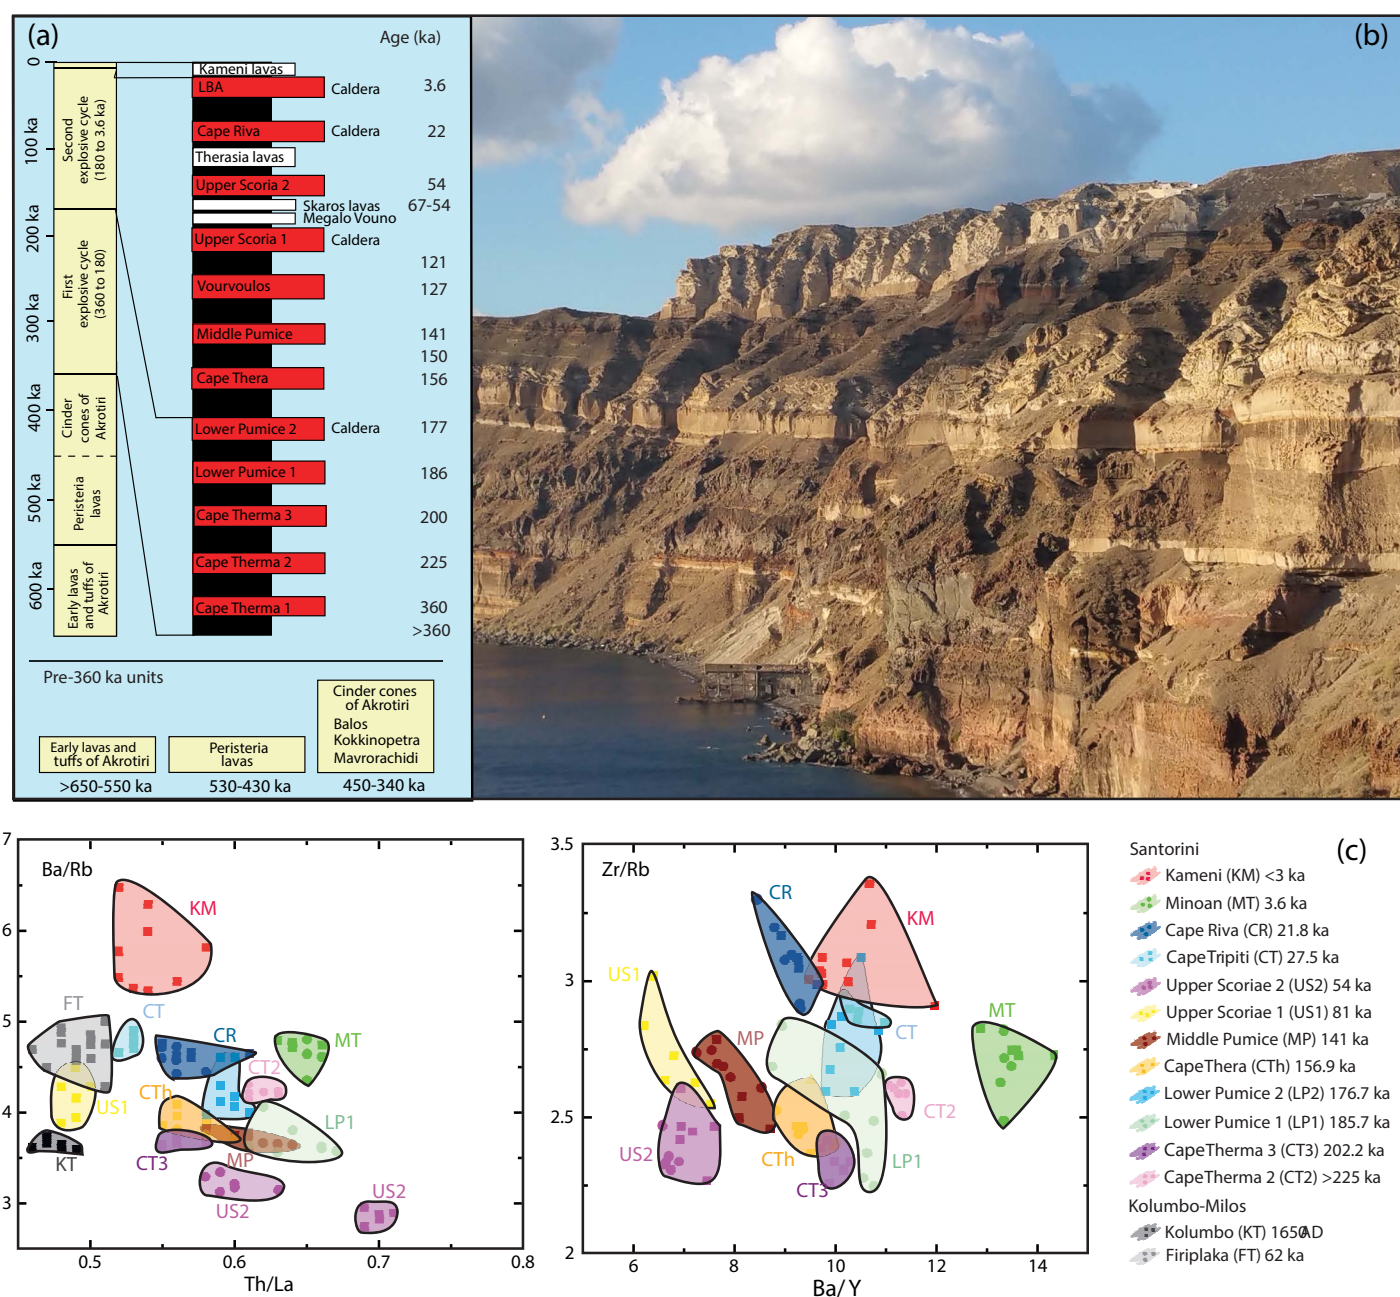 (a)
Age (ka)
0
100 ka
200 ka
300 ka
400 ka
500 ka
600 ka
Second
explosive cycle
(180 to 3.6 ka)
First
explosive cycle
(360 to 180)
Cinder
cones of
Akrotiri
Peristeria
lavas
Early lavas
and tuffs of
Akrotiri
Kameni lavas
LBA Caldera 3.6
Cape Riva Caldera 22
Therasia lavas
Upper Scoria 2 54
Skaros lavas 67-54
Megalo Vouno
Upper Scoria 1 Caldera
121
Vourvoulos 127
Middle Pumice 141
150
Cape Thera 156
Lower Pumice 2 Caldera 177
Lower Pumice 1 186
Cape Therma 3 200
Cape Therma 2 225
Cape Therma 1 360
>360
Pre-360 ka units
Early lavas and
tuffs of Akrotiri
>650-550 ka
Peristeria
lavas
530-430 ka
Cinder cones
of Akrotiri
Balos
Kokkinopetra
Mavrorachidi
450-340 ka
(b)
7
6
5
4
3
Ba/Rb
KM
FT
CT
CR
MT
CT2
CTh
US1
LP1
KT
CT3
MP
US2
US2
0.5 0.6 0.7 0.8
Th/La
3.5
3
2.5
2
Zr/Rb
CR
KM
US1
MP
MT
CT
CT2
US2
CTh
LP1
CT3
6 8 10 12 14
Ba/ Y
(c)
Santorini
Kameni (KM) <3 ka
Minoan (MT) 3.6 ka
Cape Riva (CR) 21.8 ka
CapeTripiti (CT) 27.5 ka
Upper Scoriae 2 (US2) 54 ka
Upper Scoriae 1 (US1) 81 ka
Middle Pumice (MP) 141 ka
CapeThera (CTh) 156.9 ka
Lower Pumice 2 (LP2) 176.7 ka
Lower Pumice 1 (LP1) 185.7 ka
CapeTherma 3 (CT3) 202.2 ka
CapeTherma 2 (CT2) >225 ka
Kolumbo-Milos
Kolumbo (KT) 1650AD
Firiplaka (FT) 62 ka